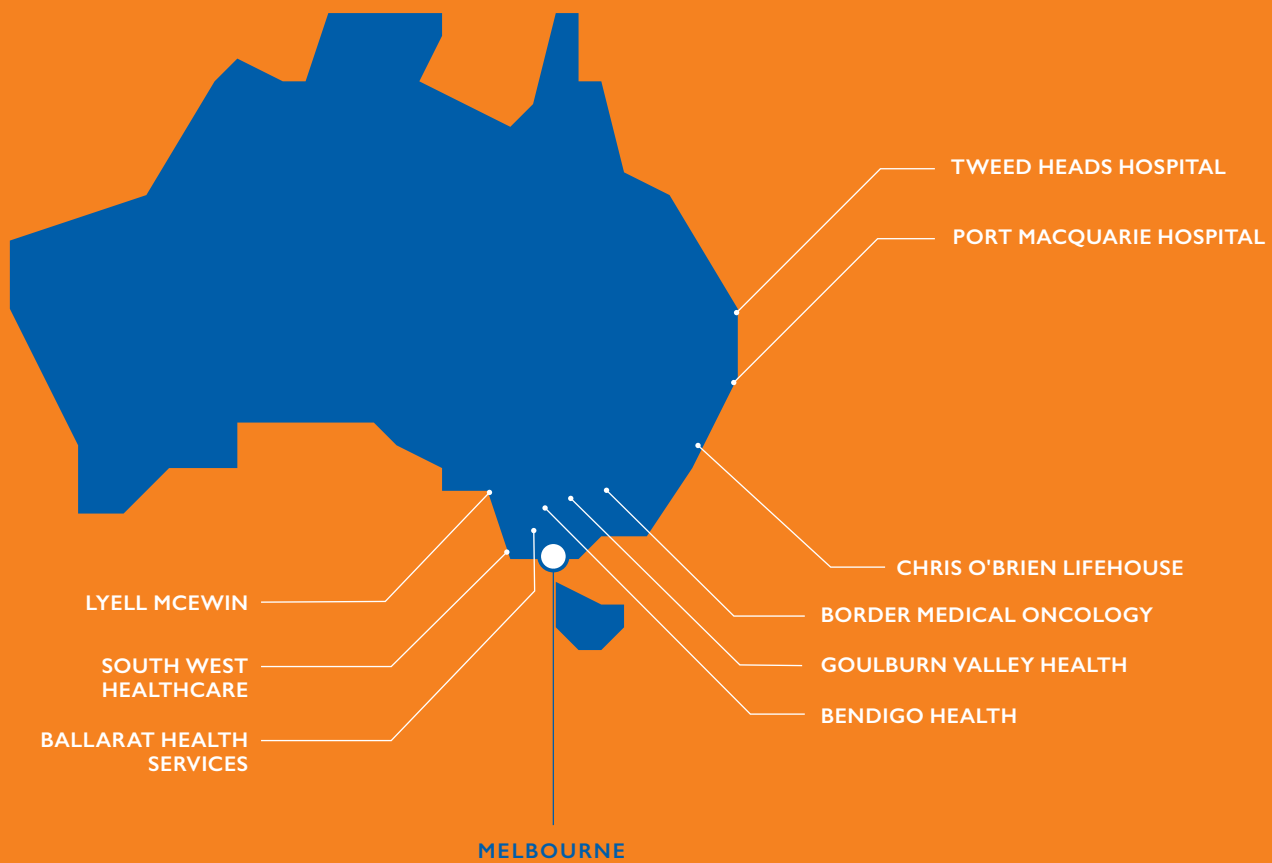 TWEED HEADS HOSPITAL
PORT MACQUARIE HOSPITAL
CHRIS O'BRIEN LIFEHOUSE
LYELL MCEWIN
BORDER MEDICAL ONCOLOGY
SOUTH WEST
HEALTHCARE
GOULBURN VALLEY HEALTH
BENDIGO HEALTH
BALLARAT HEALTH
SERVICES
MELBOURNE